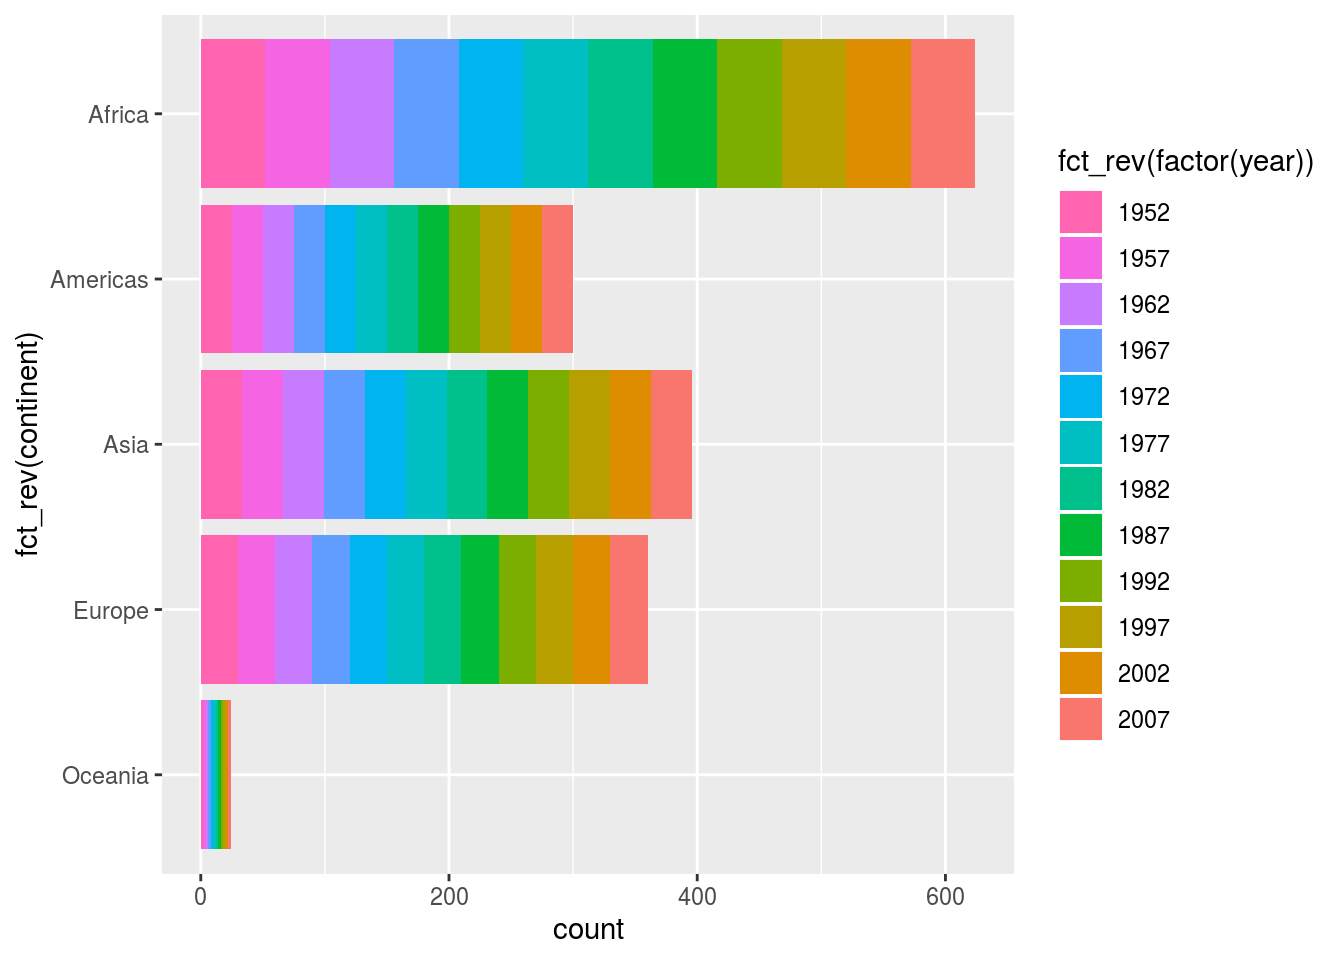 fct_rev(continent)
Africa
Americas
Asia
Europe
Oceania
0
200
400
600
count
fct_rev(factor(year))
1952
1957
1962
1967
1972
1977
1982
1987
1992
1997
2002
2007